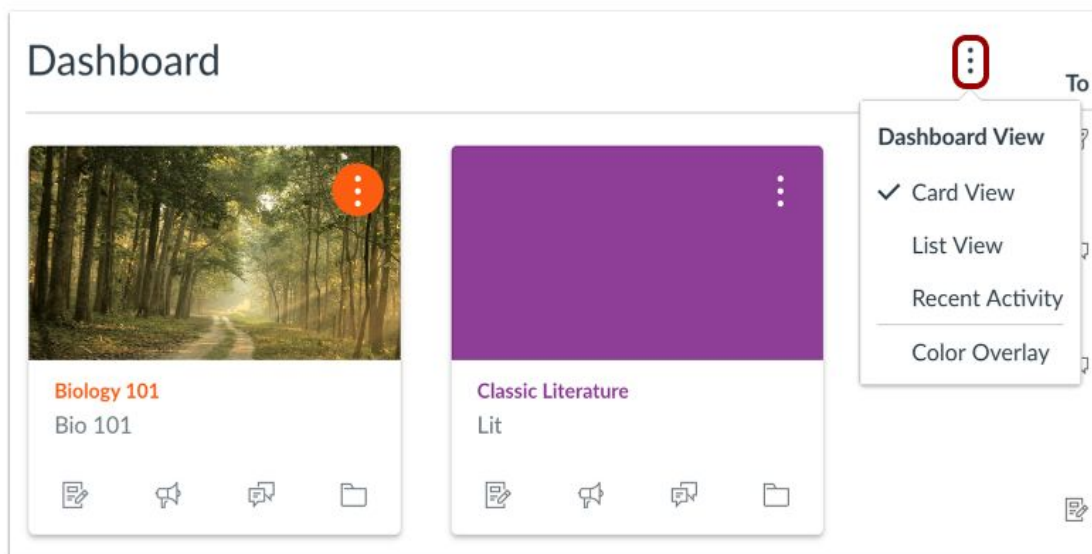 Dashboard
To
Dashboard View
Card View
List View
Recent Activity
Color Overlay
Biology 101
Bio 101
Classic Literature
Lit